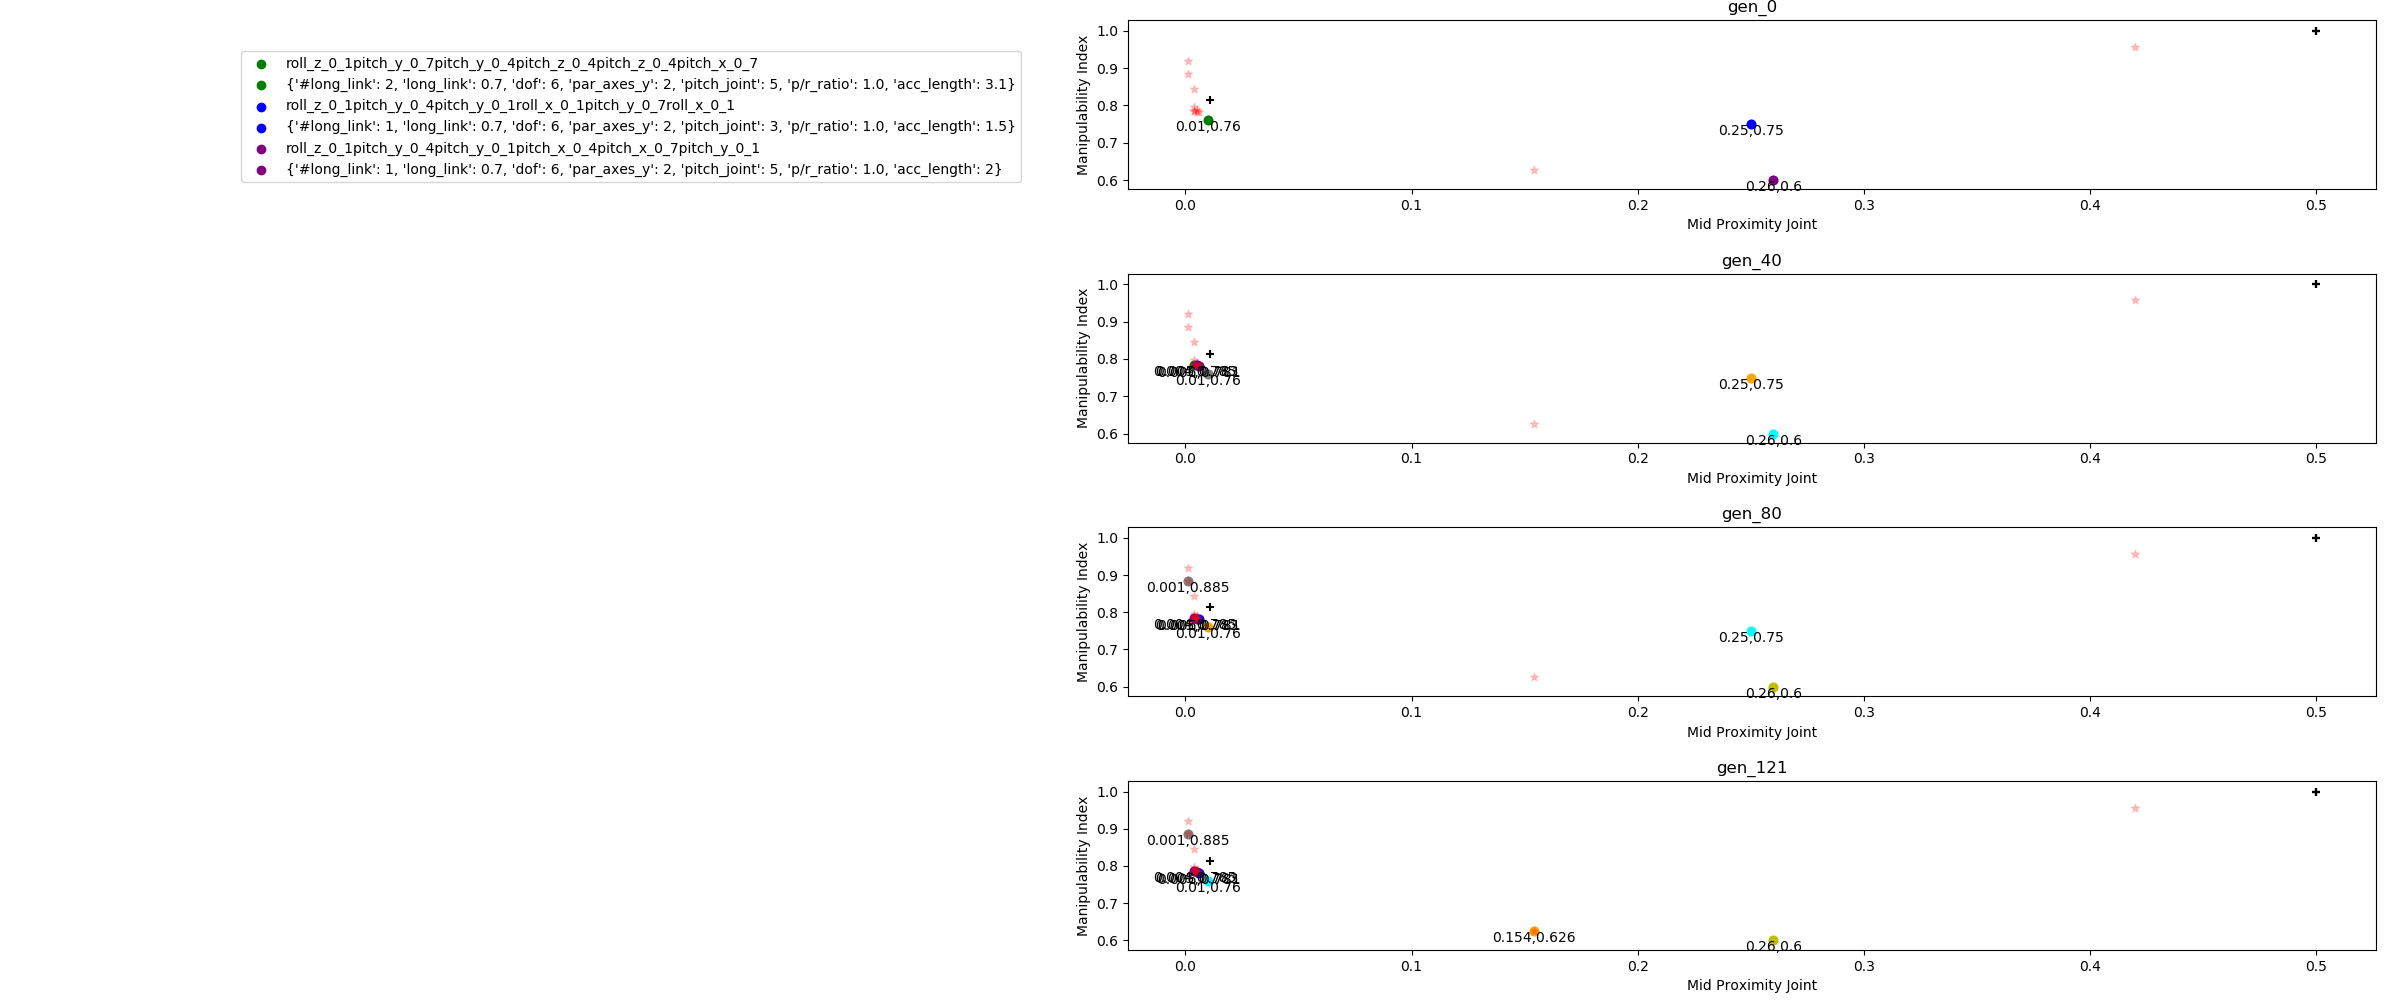 roll_z_0_1pitch_y_0_7pitch_y_0_4pitch_z_0_4pitch_z_0_4pitch_x_0_7
{'#long_link': 2, 'long_link': 0.7, 'dof': 6, 'par_axes_y': 2, 'pitch_joint': 5, 'p/r_ratio': 1.0, 'acc_length': 3.1}
roll_z_0_1pitch_y_0_4pitch_y_0_1roll_x_0_1pitch_y_0_7roll_x_0_1
{'#long_link': 1, 'long_link': 0.7, 'dof': 6, 'par_axes_y': 2, 'pitch_joint': 3, 'p/r_ratio': 1.0, 'acc_length': 1.5}
roll_z_0_1pitch_y_0_4pitch_y_0_1pitch_x_0_4pitch_x_0_7pitch_y_0_1
{'#long_link': 1, 'long_link': 0.7, 'dof': 6, 'par_axes_y': 2, 'pitch_joint': 5, 'p/r_ratio': 1.0, 'acc_length': 2}
gen_0
Manipulability Index
1.0
0.9
0.8
0.7
0.6
0.01,0.76
0.25,0.75
0.26,0.6
0.0 0.1 0.2 0.3 0.4 0.5
Mid Proximity Joint
gen_40
Manipulability Index
1.0
0.9
0.8
0.7
0.6
0.01,0.76
0.25,0.75
0.26,0.6
0.0 0.1 0.2 0.3 0.4 0.5
Mid Proximity Joint
gen_80
Manipulability Index
1.0
0.9
0.8
0.7
0.6
0.001,0.885
0.01,0.76
0.25,0.75
0.26,0.6
0.0 0.1 0.2 0.3 0.4 0.5
Mid Proximity Joint
gen_121
Manipulability Index
1.0
0.9
0.8
0.7
0.6
0.001,0.885
0.01,0.76
0.154,0.626
0.26,0.6
0.0 0.1 0.2 0.3 0.4 0.5
Mid Proximity Joint